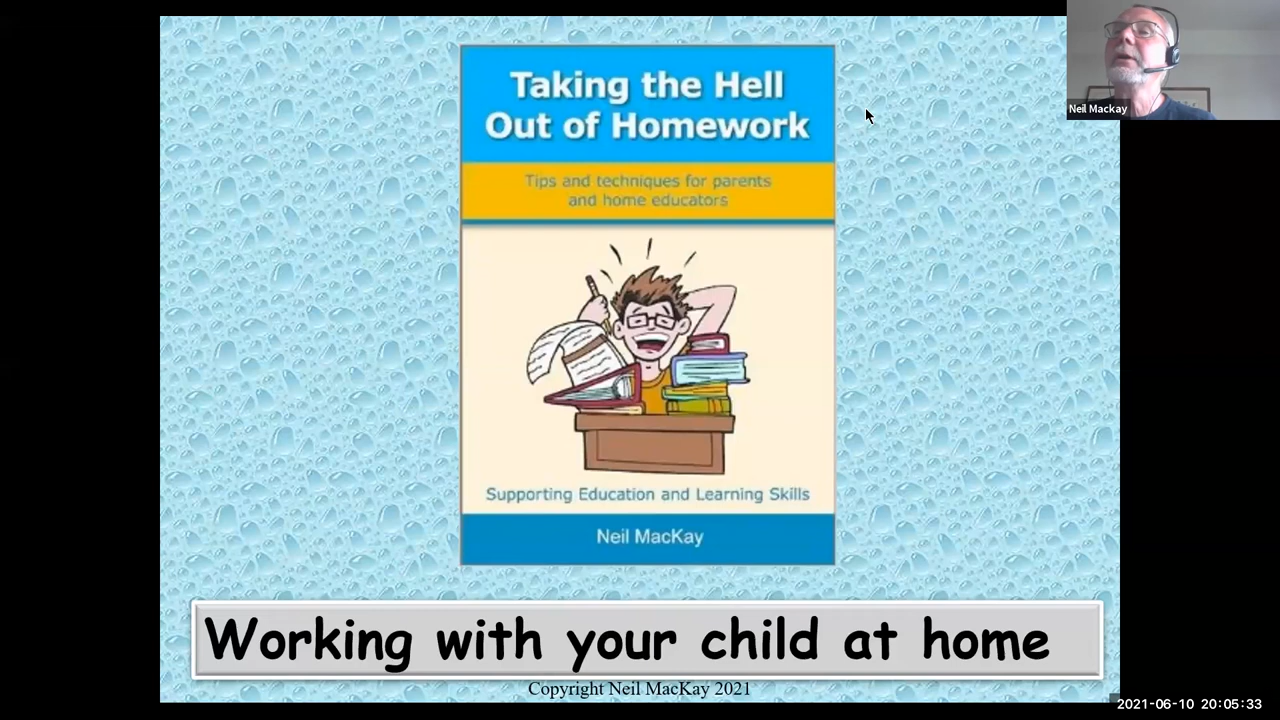 Taking the Hell
Out of Homework
Tips and techniques for parents
and home educators
Supporting Education and Learning Skills
Neil MacKay
Working with your child at home
Copyright Neil MacKay 2021
Neil Mackay
2021-06-10 20:05:33